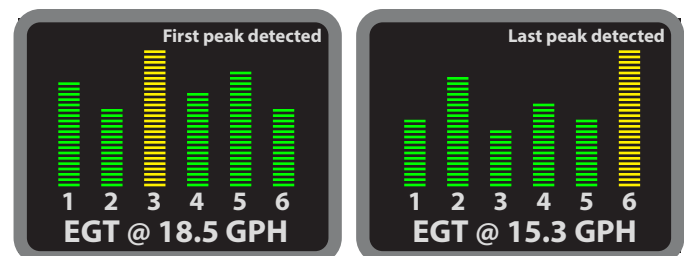 First peak detected
1 2 3 4 5 6
EGT @ 18.5 GPH
Last peak detected
1 2 3 4 5 6
EGT @ 15.3 GPH